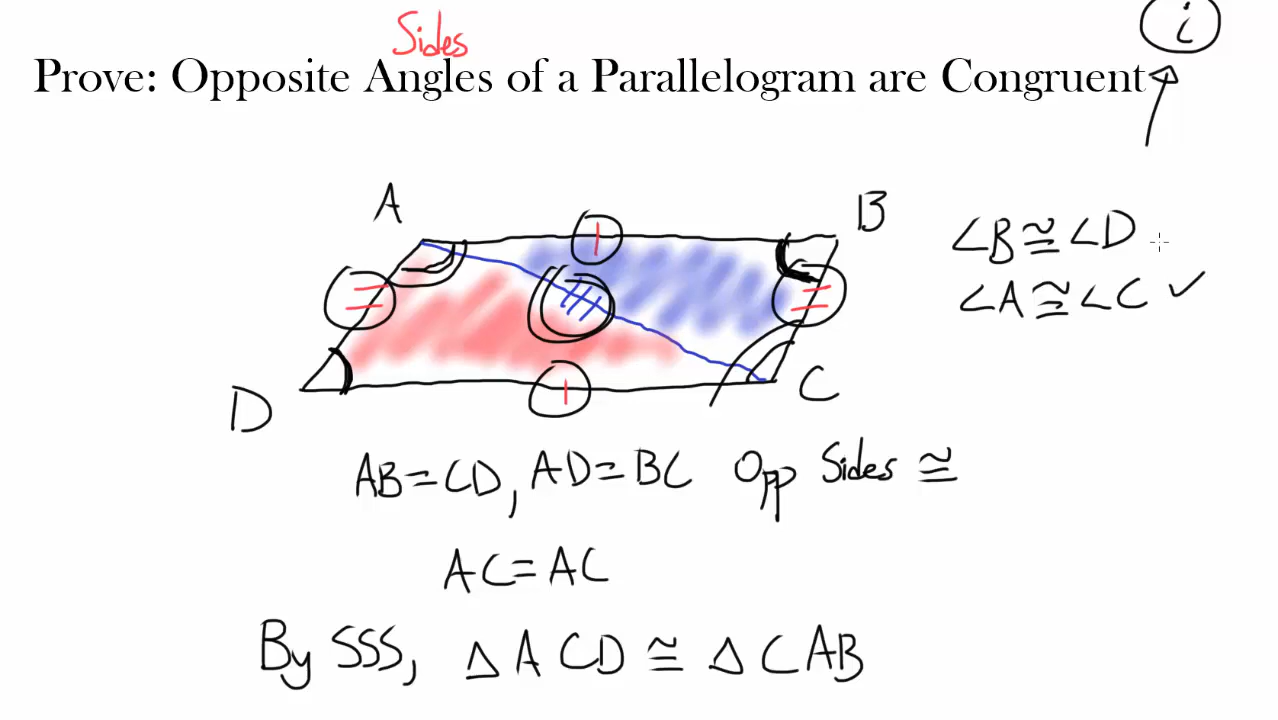 Sides
i
Prove: Opposite Angles of a Parallelogram are Congruent
A
B
∠B≅∠D
∠A≅∠C ✓
D
C
AB=CD, AD=BC Opp Sides ≅
AC=AC
By SSS, △ACD ≅ △CAB